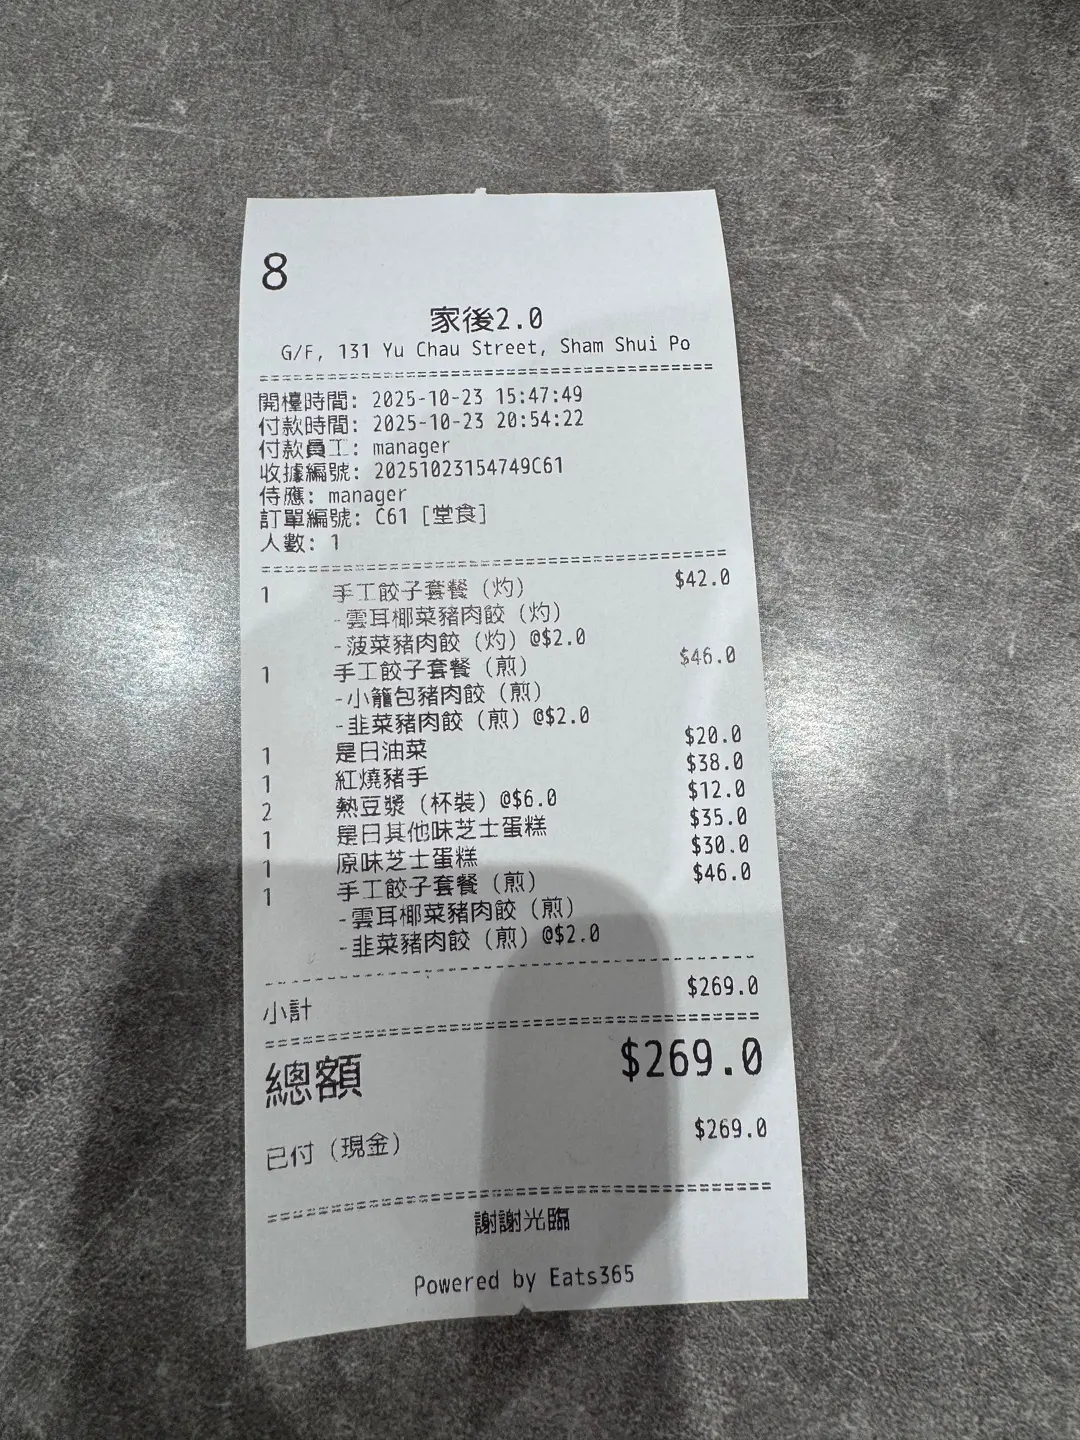 8
家後2.0
G/F, 131 Yu Chau Street, Sham Shui Po
開檯時間: 2025-10-23 15:47:49
付款時間: 2025-10-23 20:54:22
付款員工: manager
收據編號: 20251023154749C61
侍應: manager
訂單編號: C61 [堂食]
人數: 1
1 手工餃子套餐（灼） $42.0
-雲耳椰菜豬肉餃（灼）
-菠菜豬肉餃（灼）@$2.0
1 手工餃子套餐（煎） $46.0
-小籠包豬肉餃（煎）
-韭菜豬肉餃（煎）@$2.0
1 是日油菜 $20.0
1 紅燒豬手 $38.0
2 熱豆漿（杯裝）@$6.0 $12.0
1 是日其他味芝士蛋糕 $35.0
1 原味芝士蛋糕 $30.0
1 手工餃子套餐（煎） $46.0
-雲耳椰菜豬肉餃（煎）
-韭菜豬肉餃（煎）@$2.0
小計 $269.0
總額 $269.0
已付（現金） $269.0
謝謝光臨
Powered by Eats365